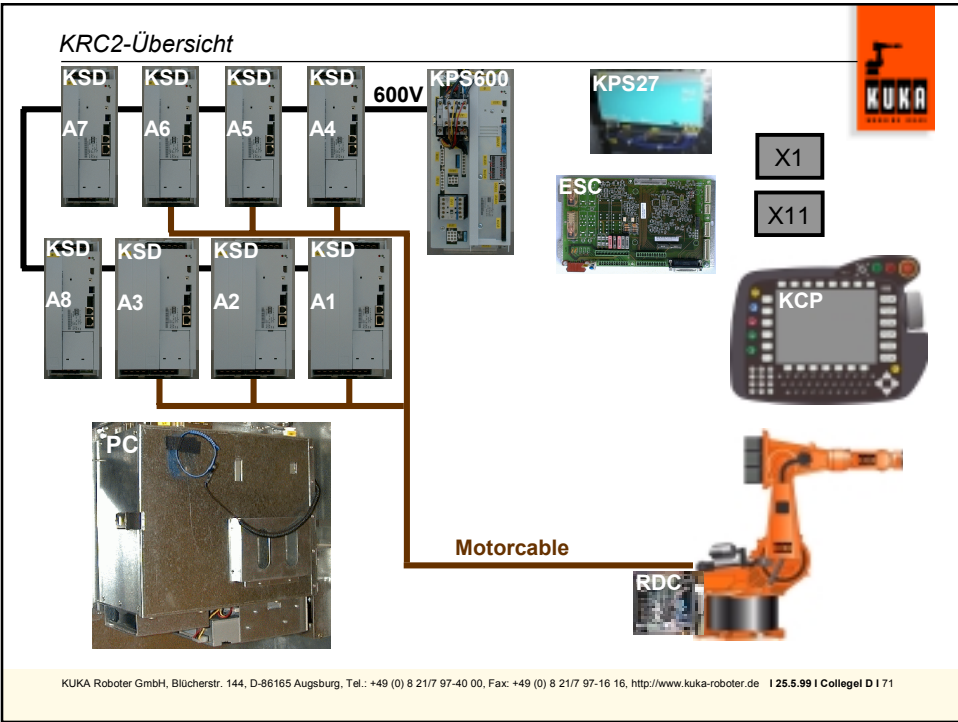 KRC2-Übersicht
KUKA
KSD KSD KSD KSD
600V
KPS600
KPS27
A7 A6 A5 A4
X1
ESC
X11
KSD KSD KSD KSD
A8 A3 A2 A1
KCP
PC
Motorcable
RDC
KUKA Roboter GmbH, Blücherstr. 144, D-86165 Augsburg, Tel.: +49 (0) 8 21/7 97-40 00, Fax: +49 (0) 8 21/7 97-16 16, http://www.kuka-roboter.de I 25.5.99 I CollegeI D I 71